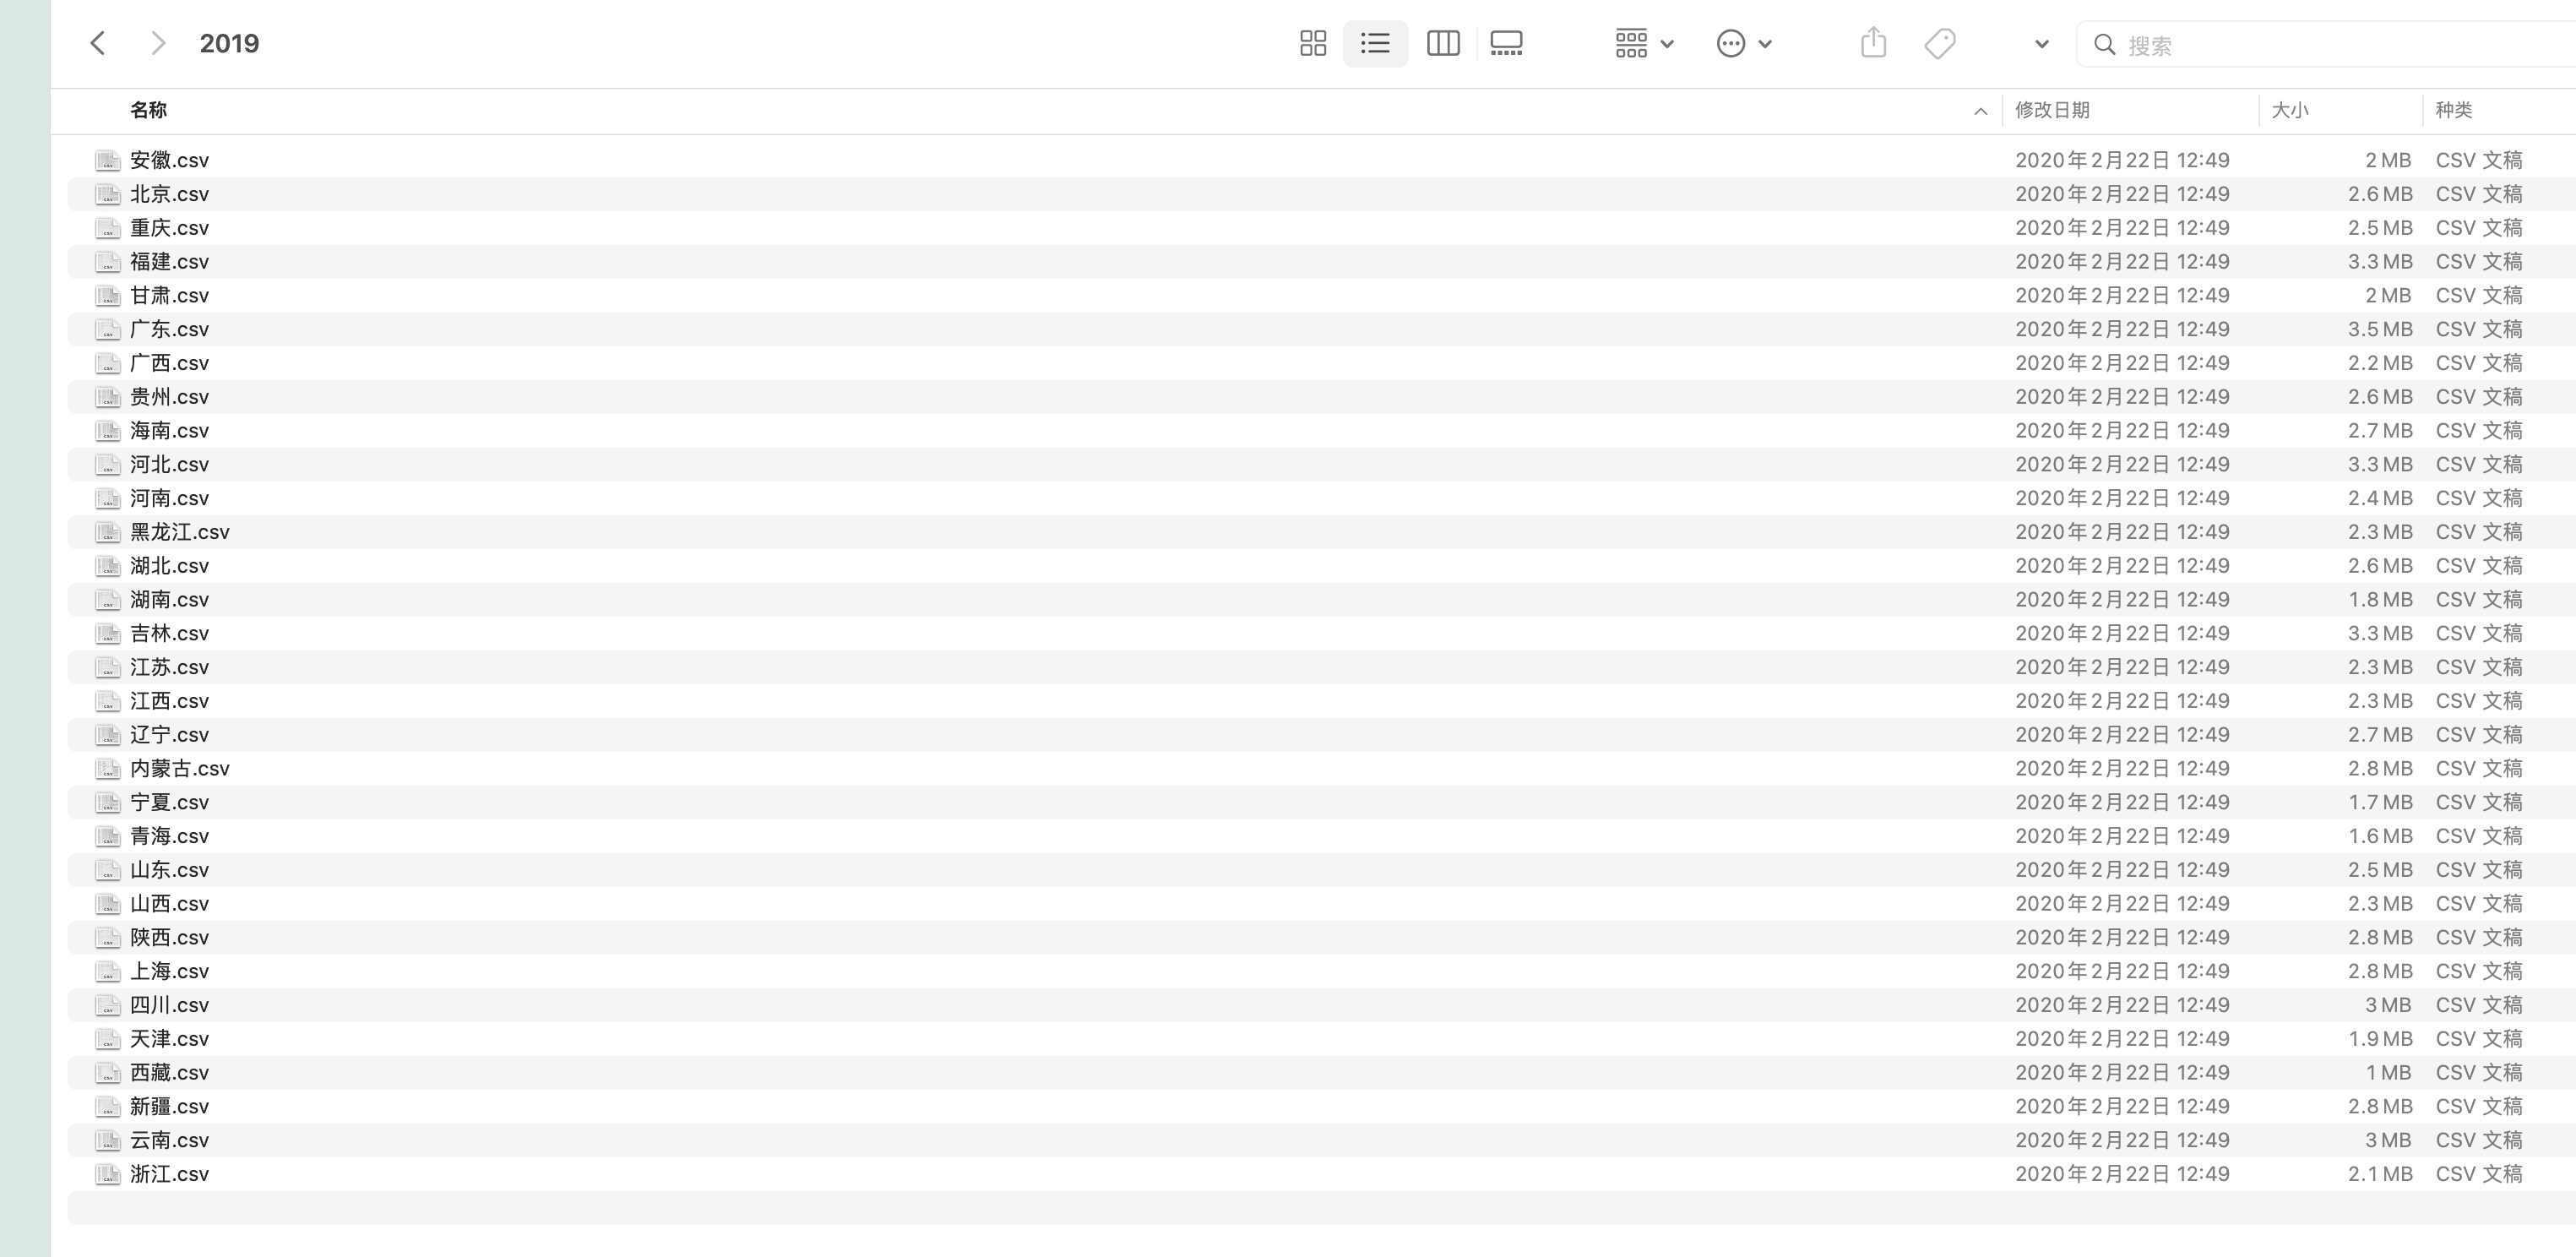 2019
搜索
名称 修改日期 大小 种类
安徽.csv 2020年2月22日 12:49 2 MB CSV 文稿
北京.csv 2020年2月22日 12:49 2.6 MB CSV 文稿
重庆.csv 2020年2月22日 12:49 2.5 MB CSV 文稿
福建.csv 2020年2月22日 12:49 3.3 MB CSV 文稿
甘肃.csv 2020年2月22日 12:49 2 MB CSV 文稿
广东.csv 2020年2月22日 12:49 3.5 MB CSV 文稿
广西.csv 2020年2月22日 12:49 2.2 MB CSV 文稿
贵州.csv 2020年2月22日 12:49 2.6 MB CSV 文稿
海南.csv 2020年2月22日 12:49 2.7 MB CSV 文稿
河北.csv 2020年2月22日 12:49 3.3 MB CSV 文稿
河南.csv 2020年2月22日 12:49 2.4 MB CSV 文稿
黑龙江.csv 2020年2月22日 12:49 2.3 MB CSV 文稿
湖北.csv 2020年2月22日 12:49 2.6 MB CSV 文稿
湖南.csv 2020年2月22日 12:49 1.8 MB CSV 文稿
吉林.csv 2020年2月22日 12:49 3.3 MB CSV 文稿
江苏.csv 2020年2月22日 12:49 2.3 MB CSV 文稿
江西.csv 2020年2月22日 12:49 2.3 MB CSV 文稿
辽宁.csv 2020年2月22日 12:49 2.7 MB CSV 文稿
内蒙古.csv 2020年2月22日 12:49 2.8 MB CSV 文稿
宁夏.csv 2020年2月22日 12:49 1.7 MB CSV 文稿
青海.csv 2020年2月22日 12:49 1.6 MB CSV 文稿
山东.csv 2020年2月22日 12:49 2.5 MB CSV 文稿
山西.csv 2020年2月22日 12:49 2.3 MB CSV 文稿
陕西.csv 2020年2月22日 12:49 2.8 MB CSV 文稿
上海.csv 2020年2月22日 12:49 2.8 MB CSV 文稿
四川.csv 2020年2月22日 12:49 3 MB CSV 文稿
天津.csv 2020年2月22日 12:49 1.9 MB CSV 文稿
西藏.csv 2020年2月22日 12:49 1 MB CSV 文稿
新疆.csv 2020年2月22日 12:49 2.8 MB CSV 文稿
云南.csv 2020年2月22日 12:49 3 MB CSV 文稿
浙江.csv 2020年2月22日 12:49 2.1 MB CSV 文稿